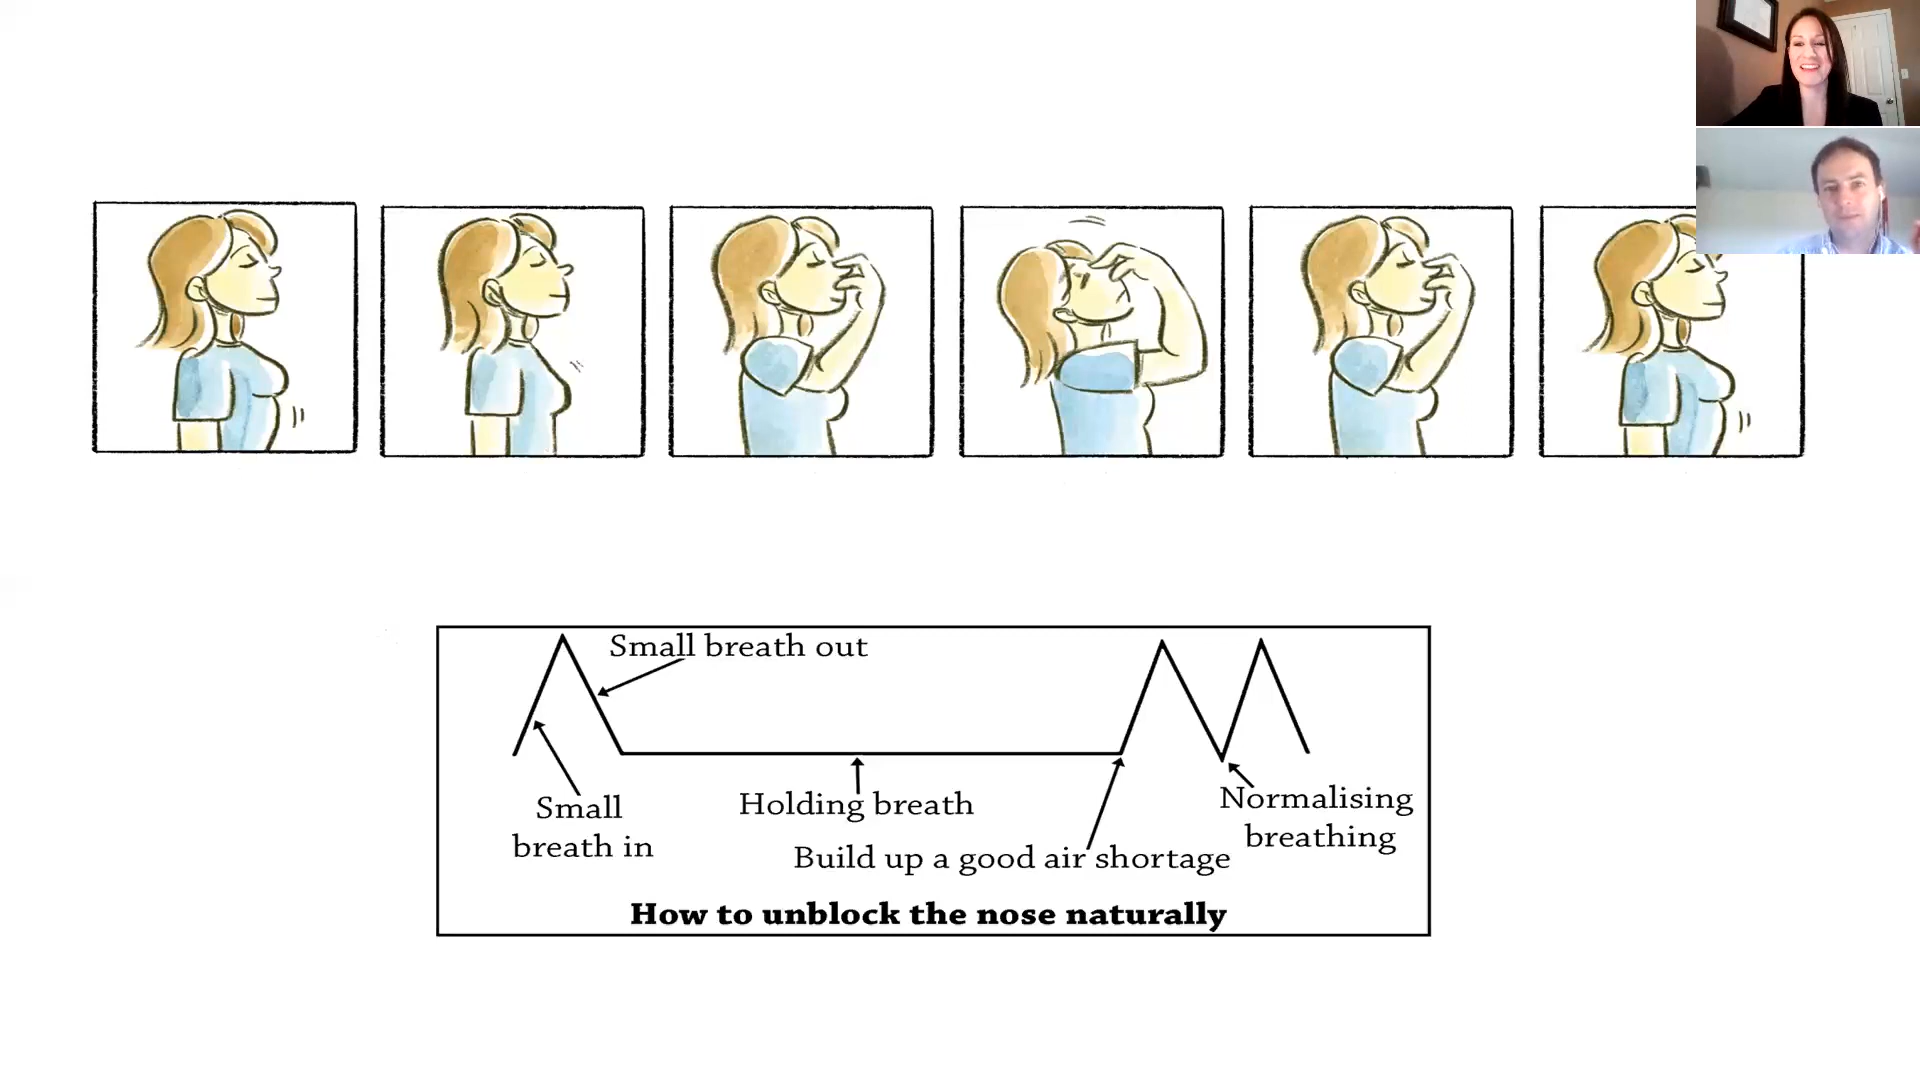 Small breath out
Small
breath in
Holding breath
Build up a good air shortage
Normalising
breathing
How to unblock the nose naturally